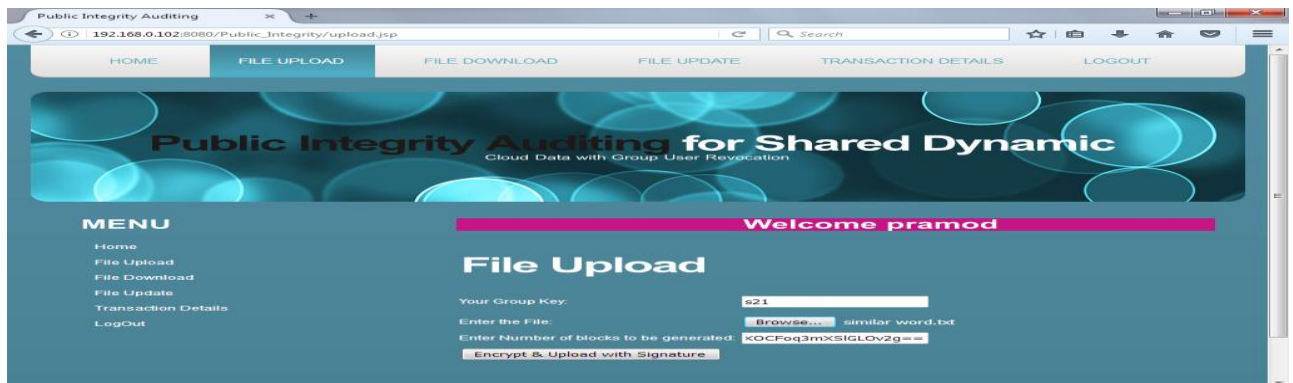 Public Integrity Auditing
192.168.0.102:8080/Public_Integrity/upload.jsp
Search
HOME FILE UPLOAD FILE DOWNLOAD FILE UPDATE TRANSACTION DETAILS LOGOUT
Public Integrity Auditing for Shared Dynamic
Cloud Data with Group User Revocation
MENU
Home
File Upload
File Download
File Update
Transaction Details
LogOut
Welcome pramod
File Upload
Your Group Key: s21
Enter the File: Browse... similar word.txt
Enter Number of blocks to be generated: XOCFoq3mXSlGLOv2g==
Encrypt & Upload with Signature